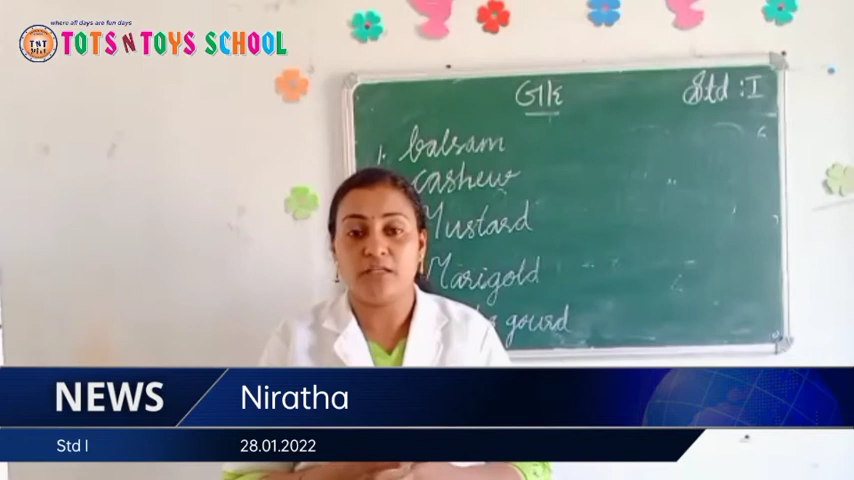 where all days are fun days
TOTS N TOYS SCHOOL
TNT
GK
Std : I
1. balsam
cashew
Mustard
Marigold
gourd
NEWS
Niratha
Std I
28.01.2022